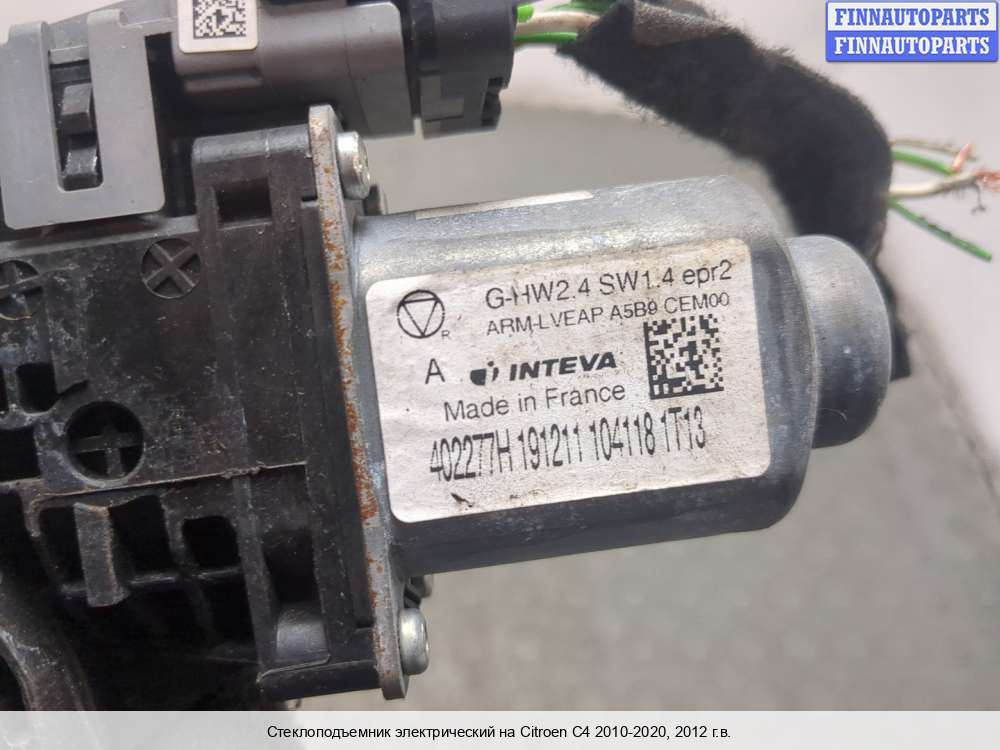 FINNAUTOPARTS
FINNAUTOPARTS
G-HW2.4 SW1.4 epr2
ARM-LVEAP A5B9 CEM00
R
A INTEVA
Made in France
402277H 191211 104118 1T13
Стеклоподъемник электрический на Citroen C4 2010-2020, 2012 г.в.